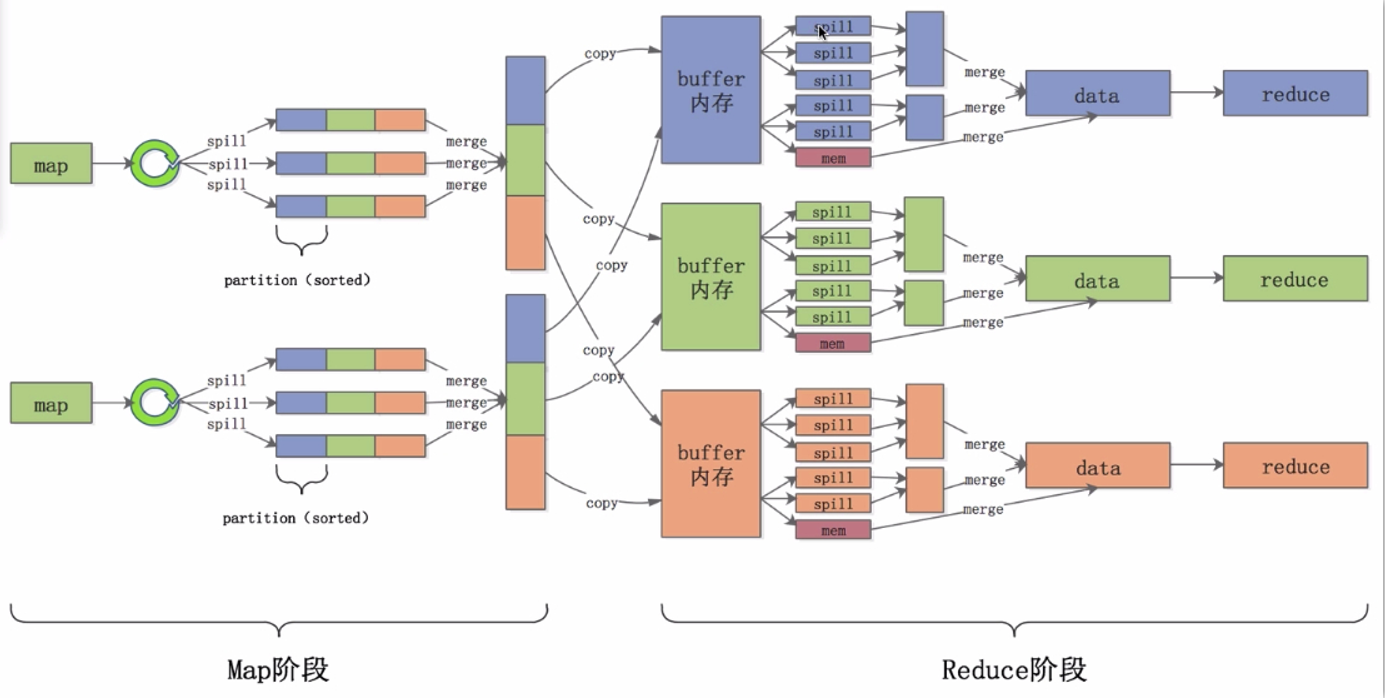 map
spill
spill
spill
merge
merge
merge
partition（sorted）
map
spill
spill
spill
merge
merge
merge
partition（sorted）
copy
copy
copy
copy
copy
copy
buffer
内存
spill
spill
spill
spill
spill
mem
merge
merge
merge
data
reduce
buffer
内存
spill
spill
spill
spill
spill
mem
merge
merge
merge
data
reduce
buffer
内存
spill
spill
spill
spill
spill
mem
merge
merge
merge
data
reduce
Map阶段
Reduce阶段